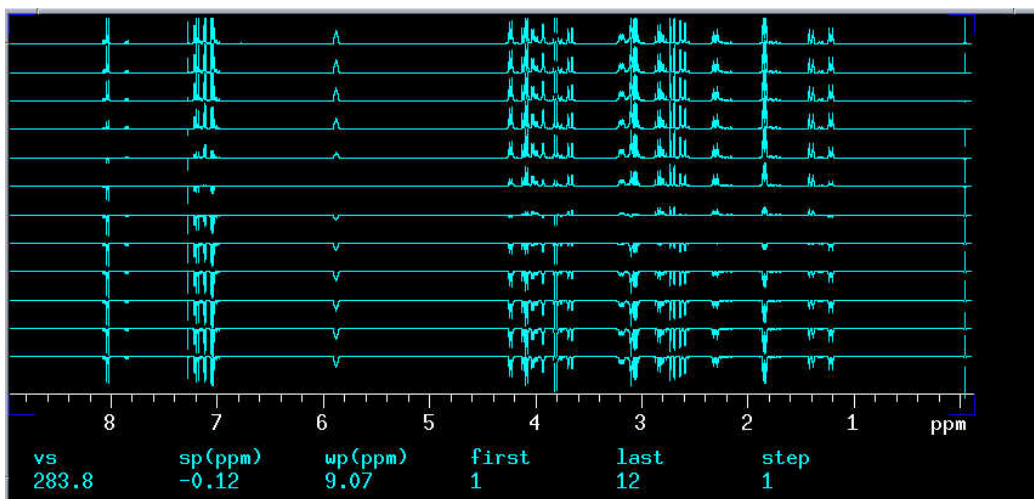 8 7 6 5 4 3 2 1 ppm
vs sp(ppm) wp(ppm) first last step
283.8 -0.12 9.07 1 12 1